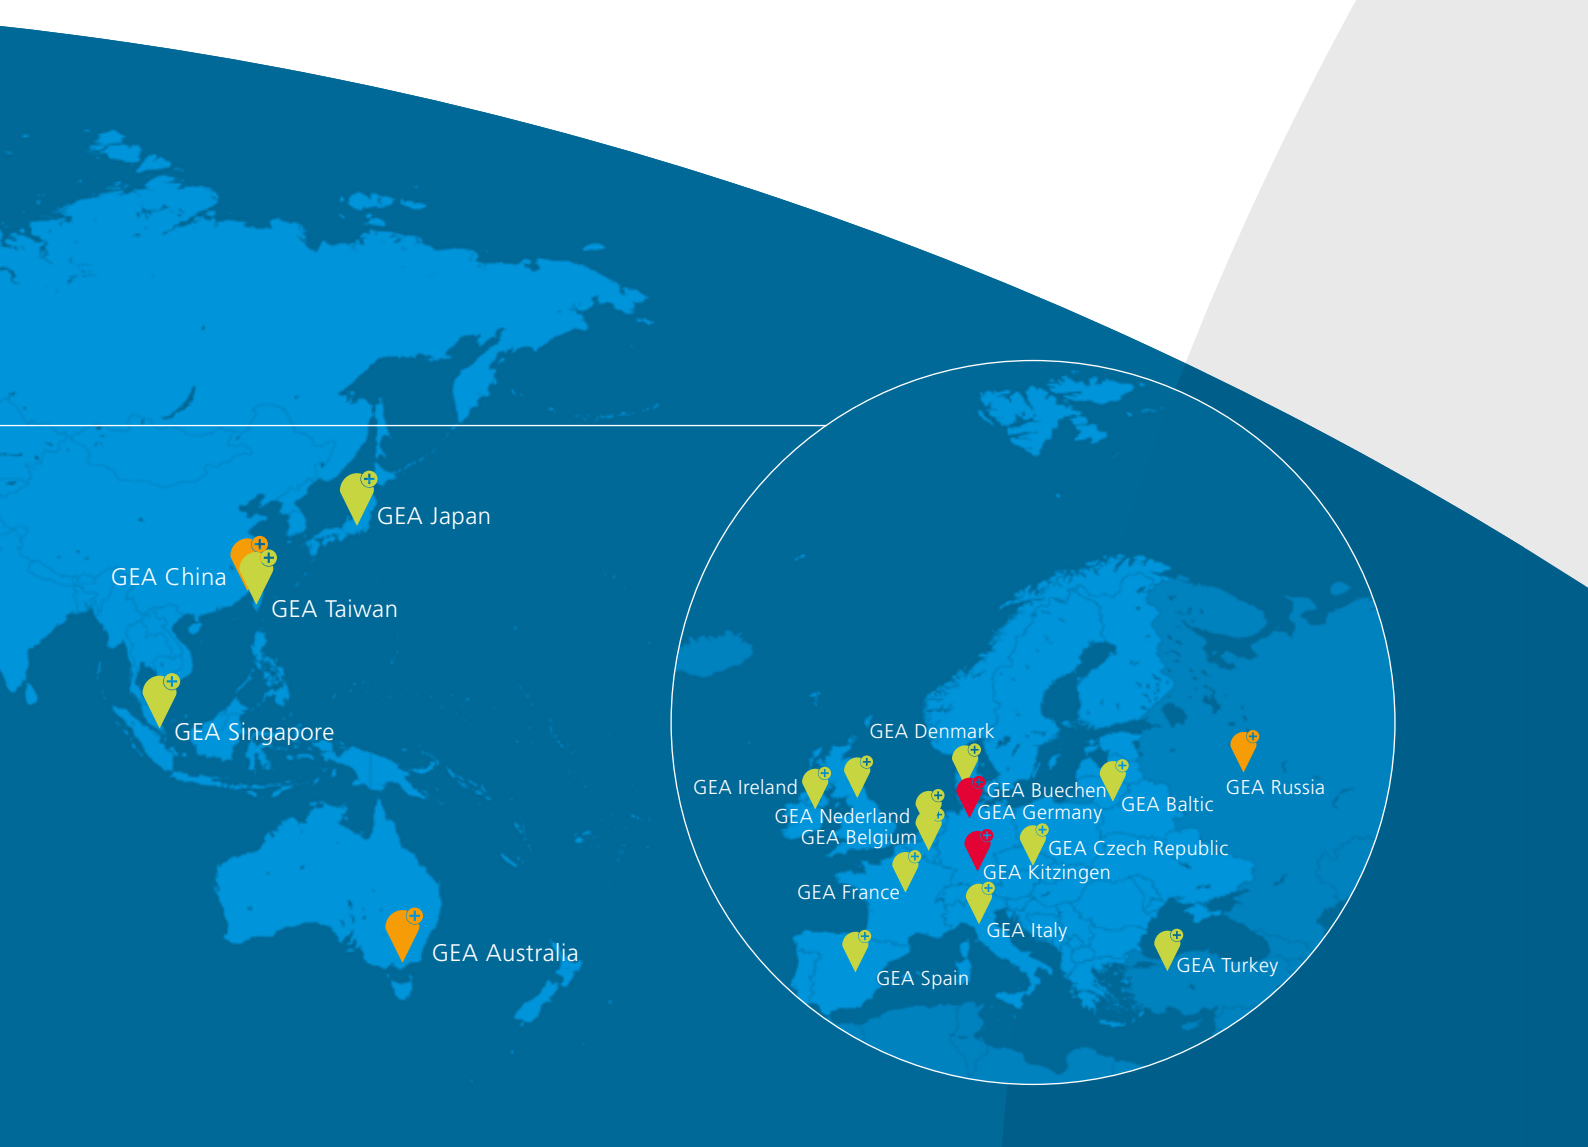 GEA Japan
GEA China
GEA Taiwan
GEA Singapore
GEA Australia
GEA Denmark
GEA Ireland
GEA Buechen
GEA Russia
GEA Baltic
GEA Nederland
GEA Germany
GEA Belgium
GEA Czech Republic
GEA Kitzingen
GEA France
GEA Italy
GEA Turkey
GEA Spain